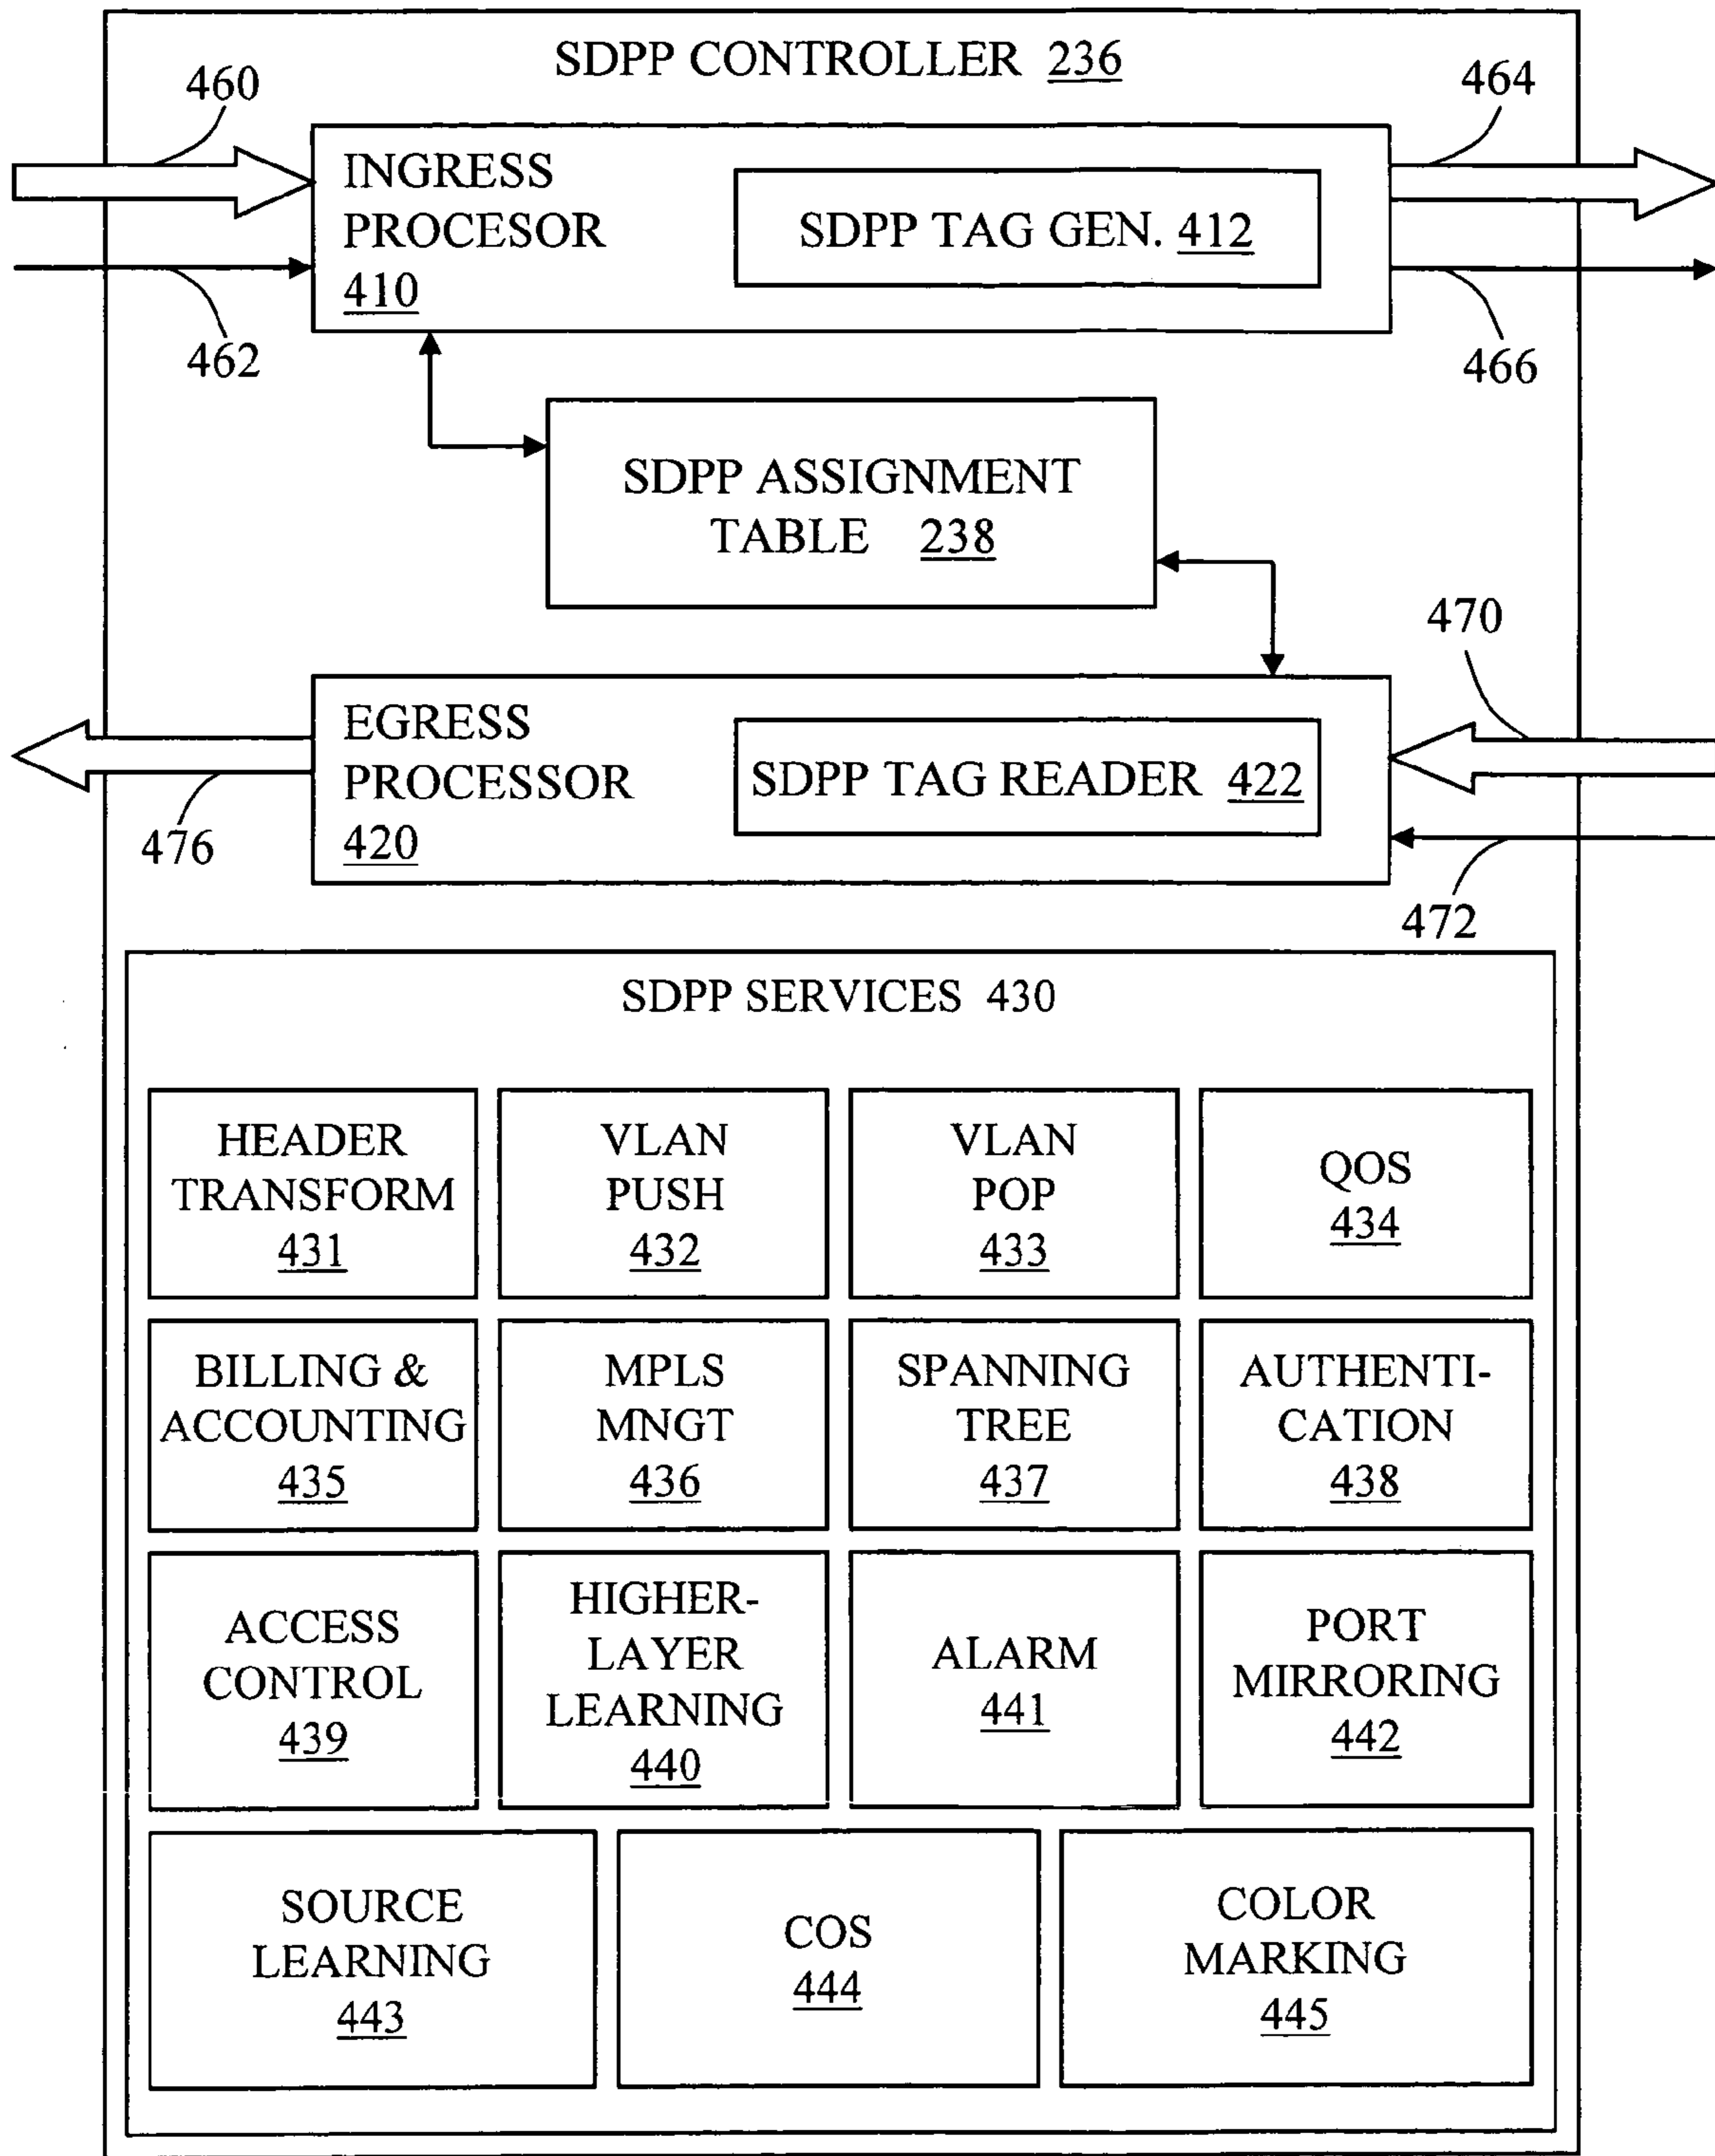 SDPP CONTROLLER 236
460
464
INGRESS
PROCESOR
410
SDPP TAG GEN. 412
462
466
SDPP ASSIGNMENT
TABLE 238
470
EGRESS
PROCESSOR
420
SDPP TAG READER 422
476
472
SDPP SERVICES 430
HEADER
TRANSFORM
431
VLAN
PUSH
432
VLAN
POP
433
QOS
434
BILLING &
ACCOUNTING
435
MPLS
MNGT
436
SPANNING
TREE
437
AUTHENTI-
CATION
438
ACCESS
CONTROL
439
HIGHER-
LAYER
LEARNING
440
ALARM
441
PORT
MIRRORING
442
SOURCE
LEARNING
443
COS
444
COLOR
MARKING
445